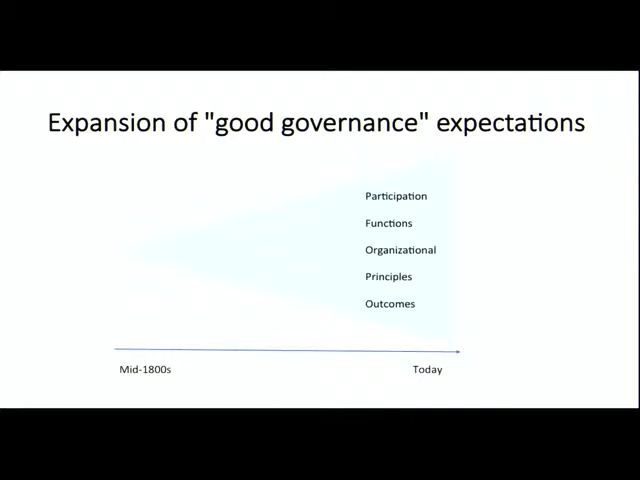 Expansion of "good governance" expectations
Participation
Functions
Organizational
Principles
Outcomes
Mid-1800s
Today